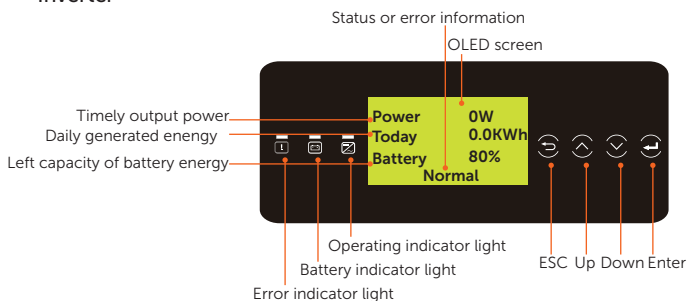 Inverter
Status or error information
OLED screen
Timely output power
Daily generated energy
Left capacity of battery energy
Power 0W
Today 0.0KWh
Battery 80%
Normal
Operating indicator light
Battery indicator light
Error indicator light
ESC Up Down Enter